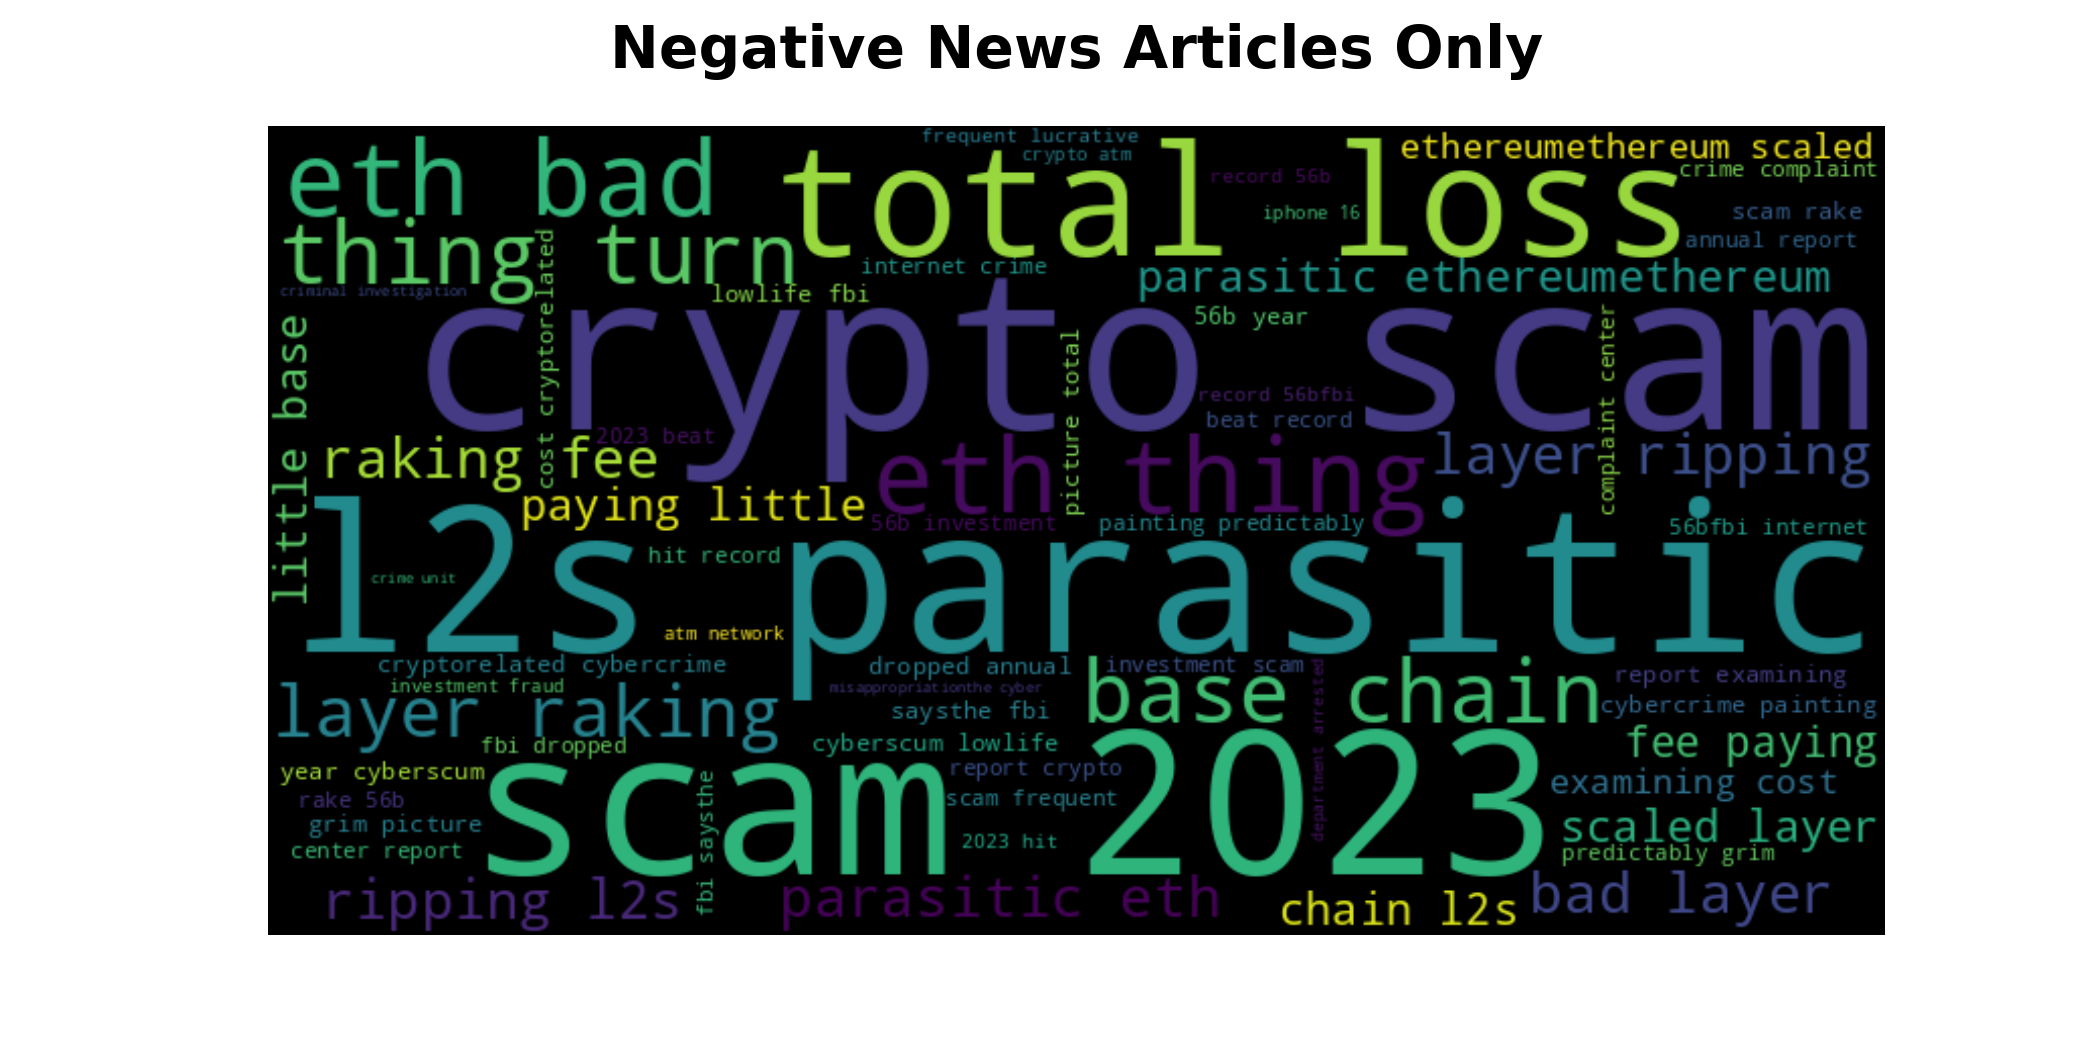 Negative News Articles Only
frequent lucrative
crypto atm
ethereumethereum scaled
eth bad
total loss
crime complaint
record 56b
iphone 16
scam rake
annual report
thing turn
internet crime
parasitic ethereumethereum
criminal investigation
lowlife fbi
cost cryptorelated
56b year
crypto scam
little base
picture total
complaint center
record 56bfbi
beat record
2023 beat
raking fee
eth thing
layer ripping
paying little
56b investment
painting predictably
56bfbi internet
l2s parasitic
hit record
crime unit
atm network
cryptorelated cybercrime
dropped annual
investment scam
report examining
investment fraud
misappropriationthe cyber
base chain
department arrested
layer raking
saysthe fbi
cybercrime painting
fbi dropped
cyberscum lowlife
fee paying
year cyberscum
report crypto
examining cost
rake 56b
scam 2023
scam frequent
grim picture
fbi saysthe
scaled layer
2023 hit
center report
predictably grim
ripping l2s
parasitic eth
chain l2s
bad layer